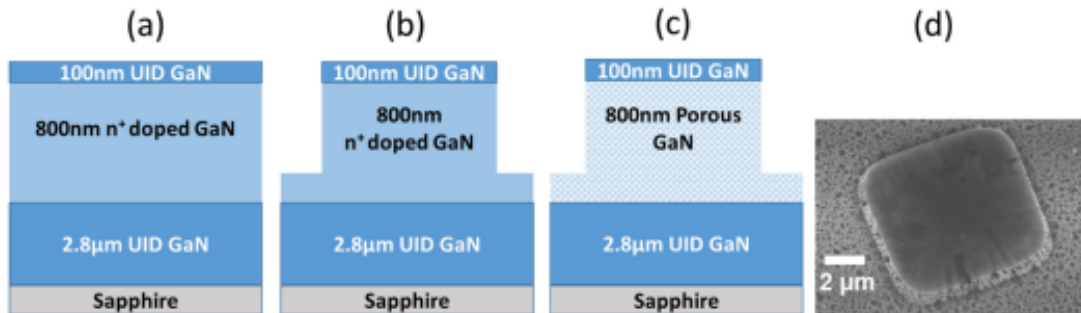 (a) (b) (c) (d)
100nm UID GaN
800nm n⁺ doped GaN
2.8µm UID GaN
Sapphire
100nm UID GaN
800nm
n⁺ doped GaN
2.8µm UID GaN
Sapphire
100nm UID GaN
800nm Porous
GaN
2.8µm UID GaN
Sapphire
2 µm